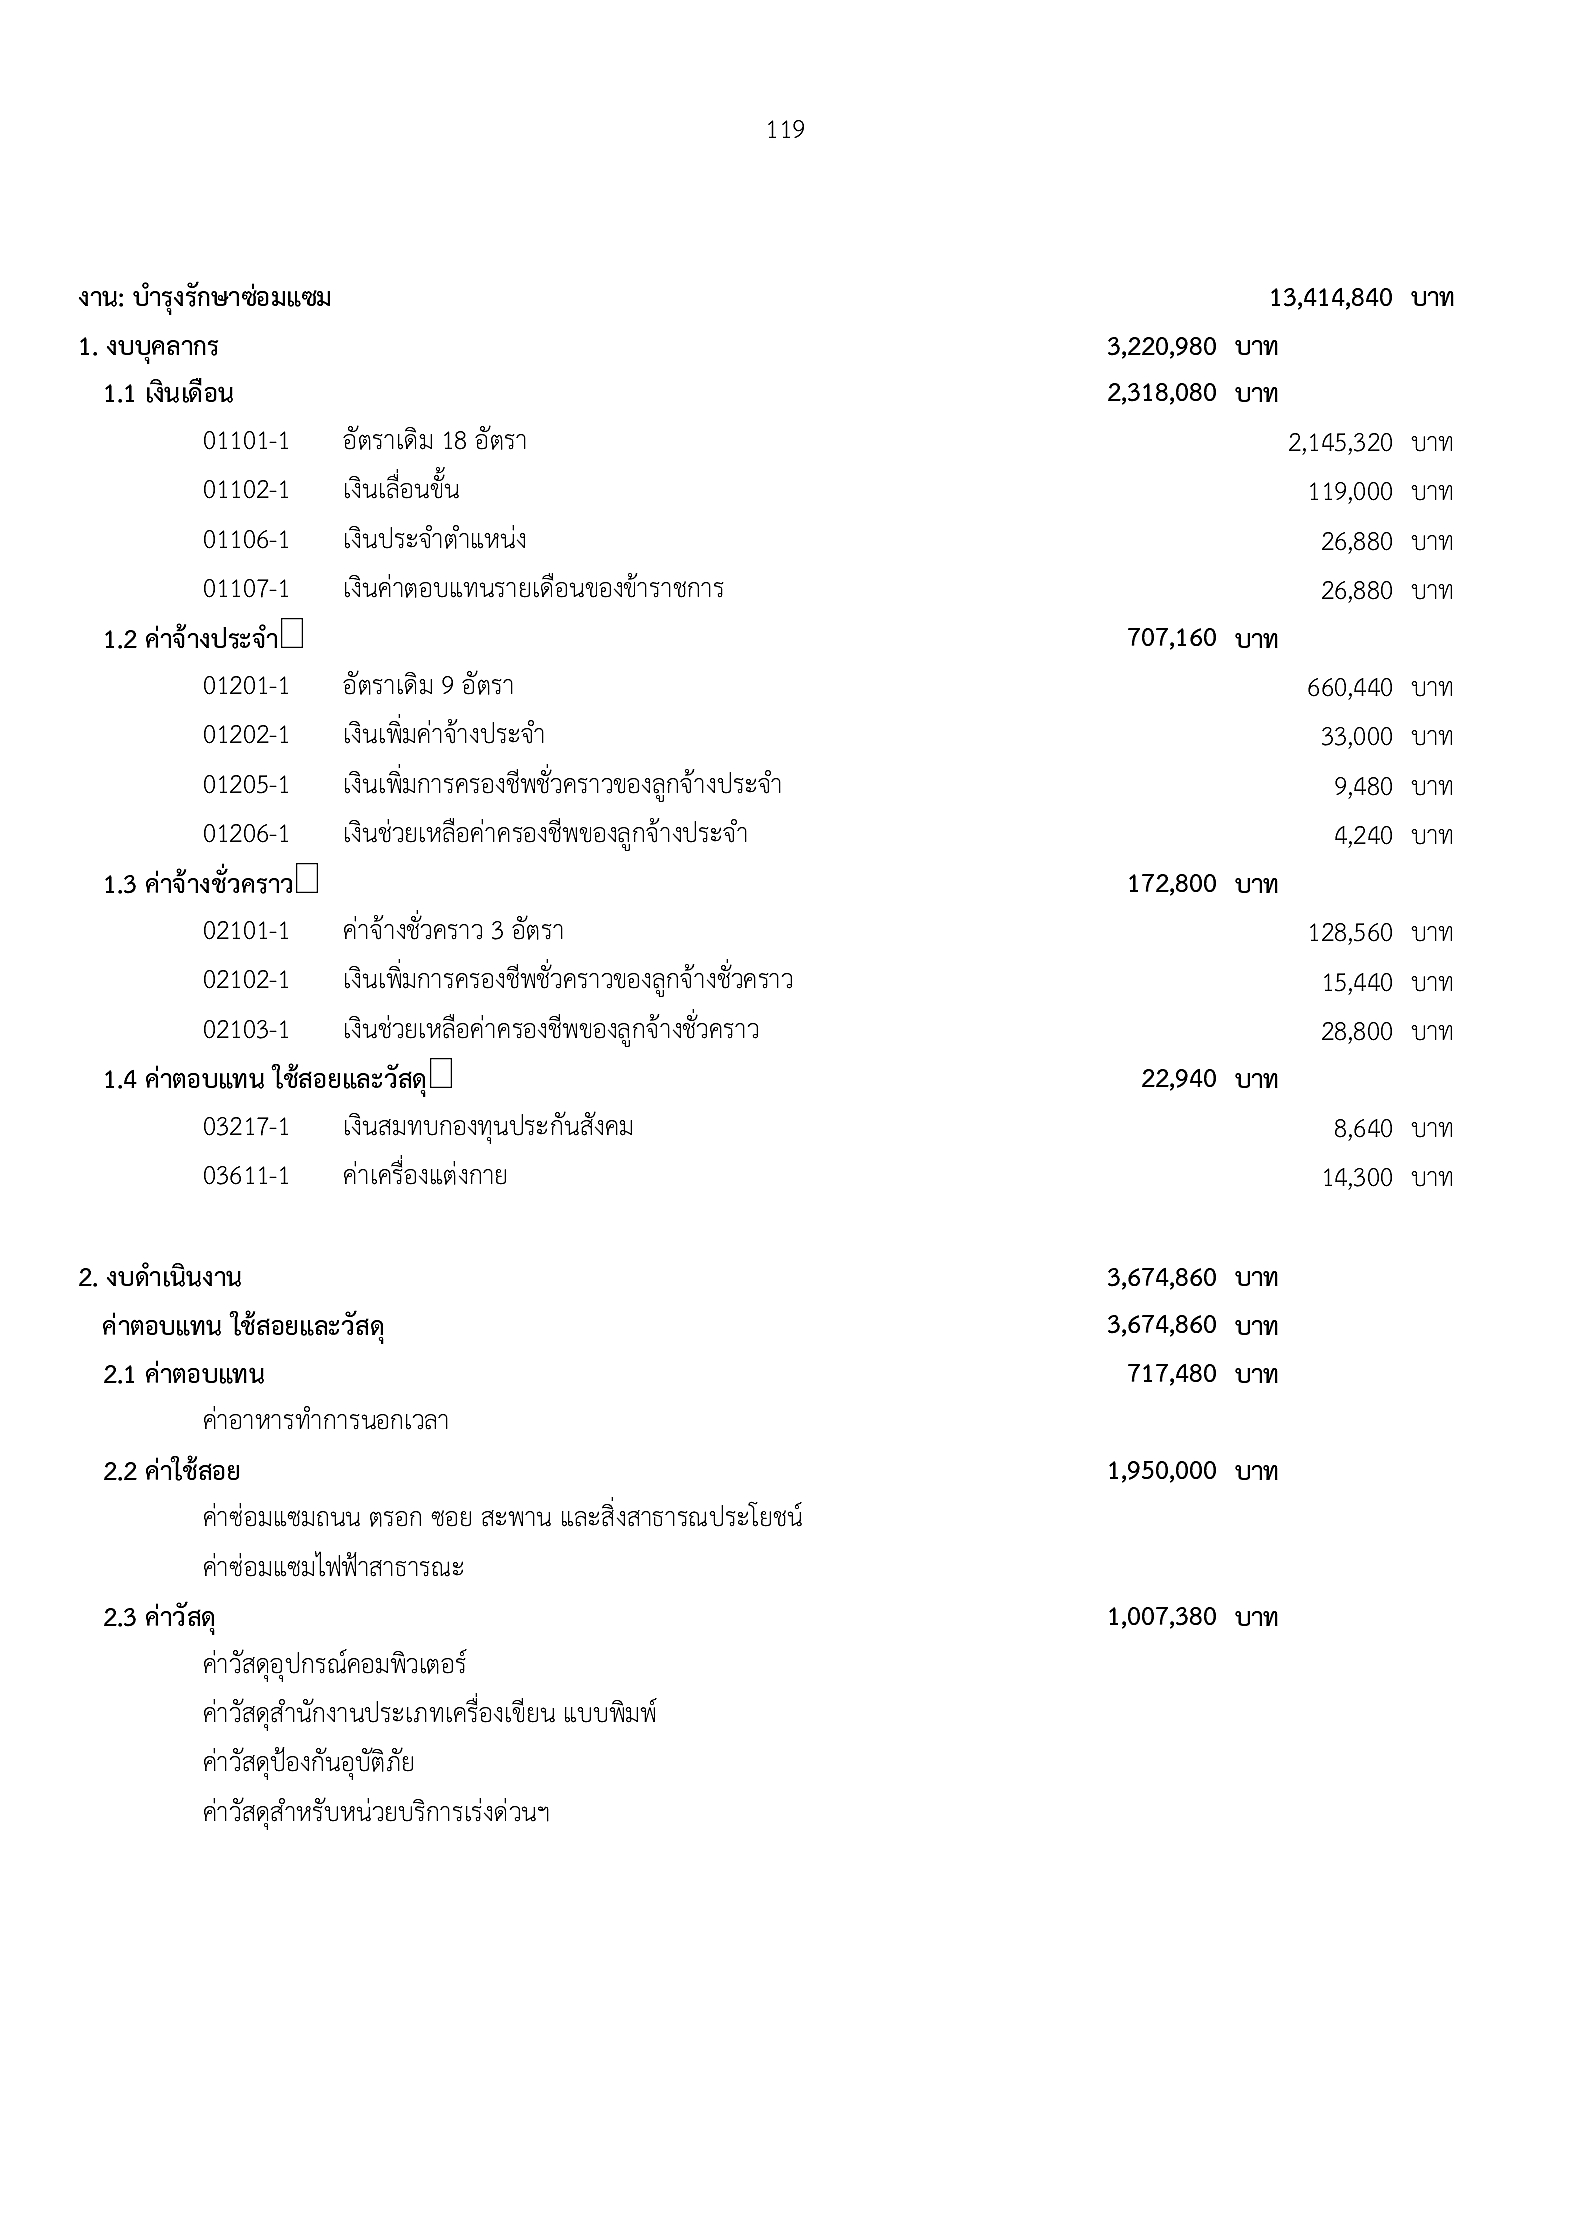 119
งาน: บำรุงรักษาซ่อมแซม 13,414,840 บาท
1. งบบุคลากร 3,220,980 บาท
1.1 เงินเดือน 2,318,080 บาท
01101-1 อัตราเดิม 18 อัตรา 2,145,320 บาท
01102-1 เงินเลื่อนขั้น 119,000 บาท
01106-1 เงินประจำตำแหน่ง 26,880 บาท
01107-1 เงินค่าตอบแทนรายเดือนของข้าราชการ 26,880 บาท
1.2 ค่าจ้างประจำ 707,160 บาท
01201-1 อัตราเดิม 9 อัตรา 660,440 บาท
01202-1 เงินเพิ่มค่าจ้างประจำ 33,000 บาท
01205-1 เงินเพิ่มการครองชีพชั่วคราวของลูกจ้างประจำ 9,480 บาท
01206-1 เงินช่วยเหลือค่าครองชีพของลูกจ้างประจำ 4,240 บาท
1.3 ค่าจ้างชั่วคราว 172,800 บาท
02101-1 ค่าจ้างชั่วคราว 3 อัตรา 128,560 บาท
02102-1 เงินเพิ่มการครองชีพชั่วคราวของลูกจ้างชั่วคราว 15,440 บาท
02103-1 เงินช่วยเหลือค่าครองชีพของลูกจ้างชั่วคราว 28,800 บาท
1.4 ค่าตอบแทน ใช้สอยและวัสดุ 22,940 บาท
03217-1 เงินสมทบกองทุนประกันสังคม 8,640 บาท
03611-1 ค่าเครื่องแต่งกาย 14,300 บาท
2. งบดำเนินงาน 3,674,860 บาท
ค่าตอบแทน ใช้สอยและวัสดุ 3,674,860 บาท
2.1 ค่าตอบแทน 717,480 บาท
ค่าอาหารทำการนอกเวลา
2.2 ค่าใช้สอย 1,950,000 บาท
ค่าซ่อมแซมถนน ตรอก ซอย สะพาน และสิ่งสาธารณประโยชน์
ค่าซ่อมแซมไฟฟ้าสาธารณะ
2.3 ค่าวัสดุ 1,007,380 บาท
ค่าวัสดุอุปกรณ์คอมพิวเตอร์
ค่าวัสดุสำนักงานประเภทเครื่องเขียน แบบพิมพ์
ค่าวัสดุป้องกันอุบัติภัย
ค่าวัสดุสำหรับหน่วยบริการเร่งด่วนฯ